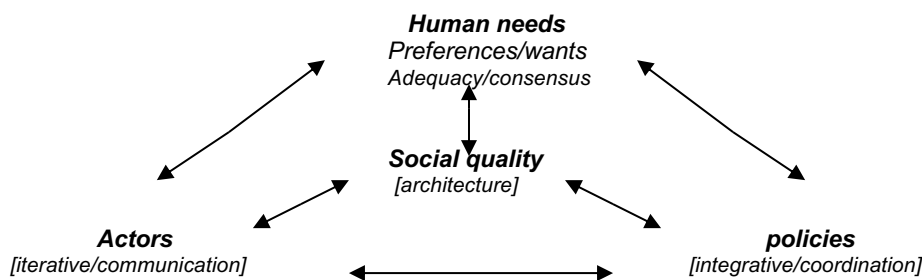 Human needs
Preferences/wants
Adequacy/consensus
Social quality
[architecture]
Actors
[iterative/communication]
policies
[integrative/coordination]